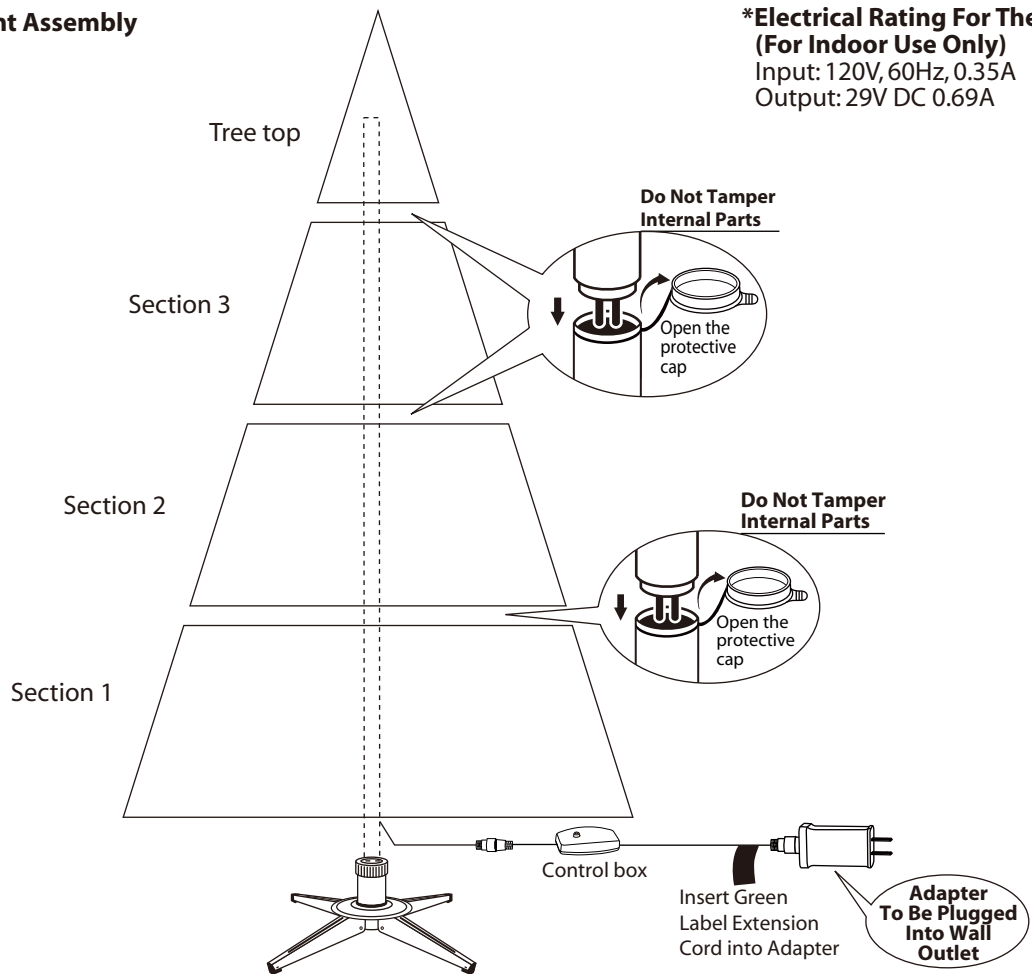 nt Assembly
*Electrical Rating For The
(For Indoor Use Only)
Input: 120V, 60Hz, 0.35A
Output: 29V DC 0.69A
Tree top
Do Not Tamper
Internal Parts
Open the
protective
cap
Section 3
Section 2
Do Not Tamper
Internal Parts
Open the
protective
cap
Section 1
Control box
Insert Green
Label Extension
Cord into Adapter
Adapter
To Be Plugged
Into Wall
Outlet